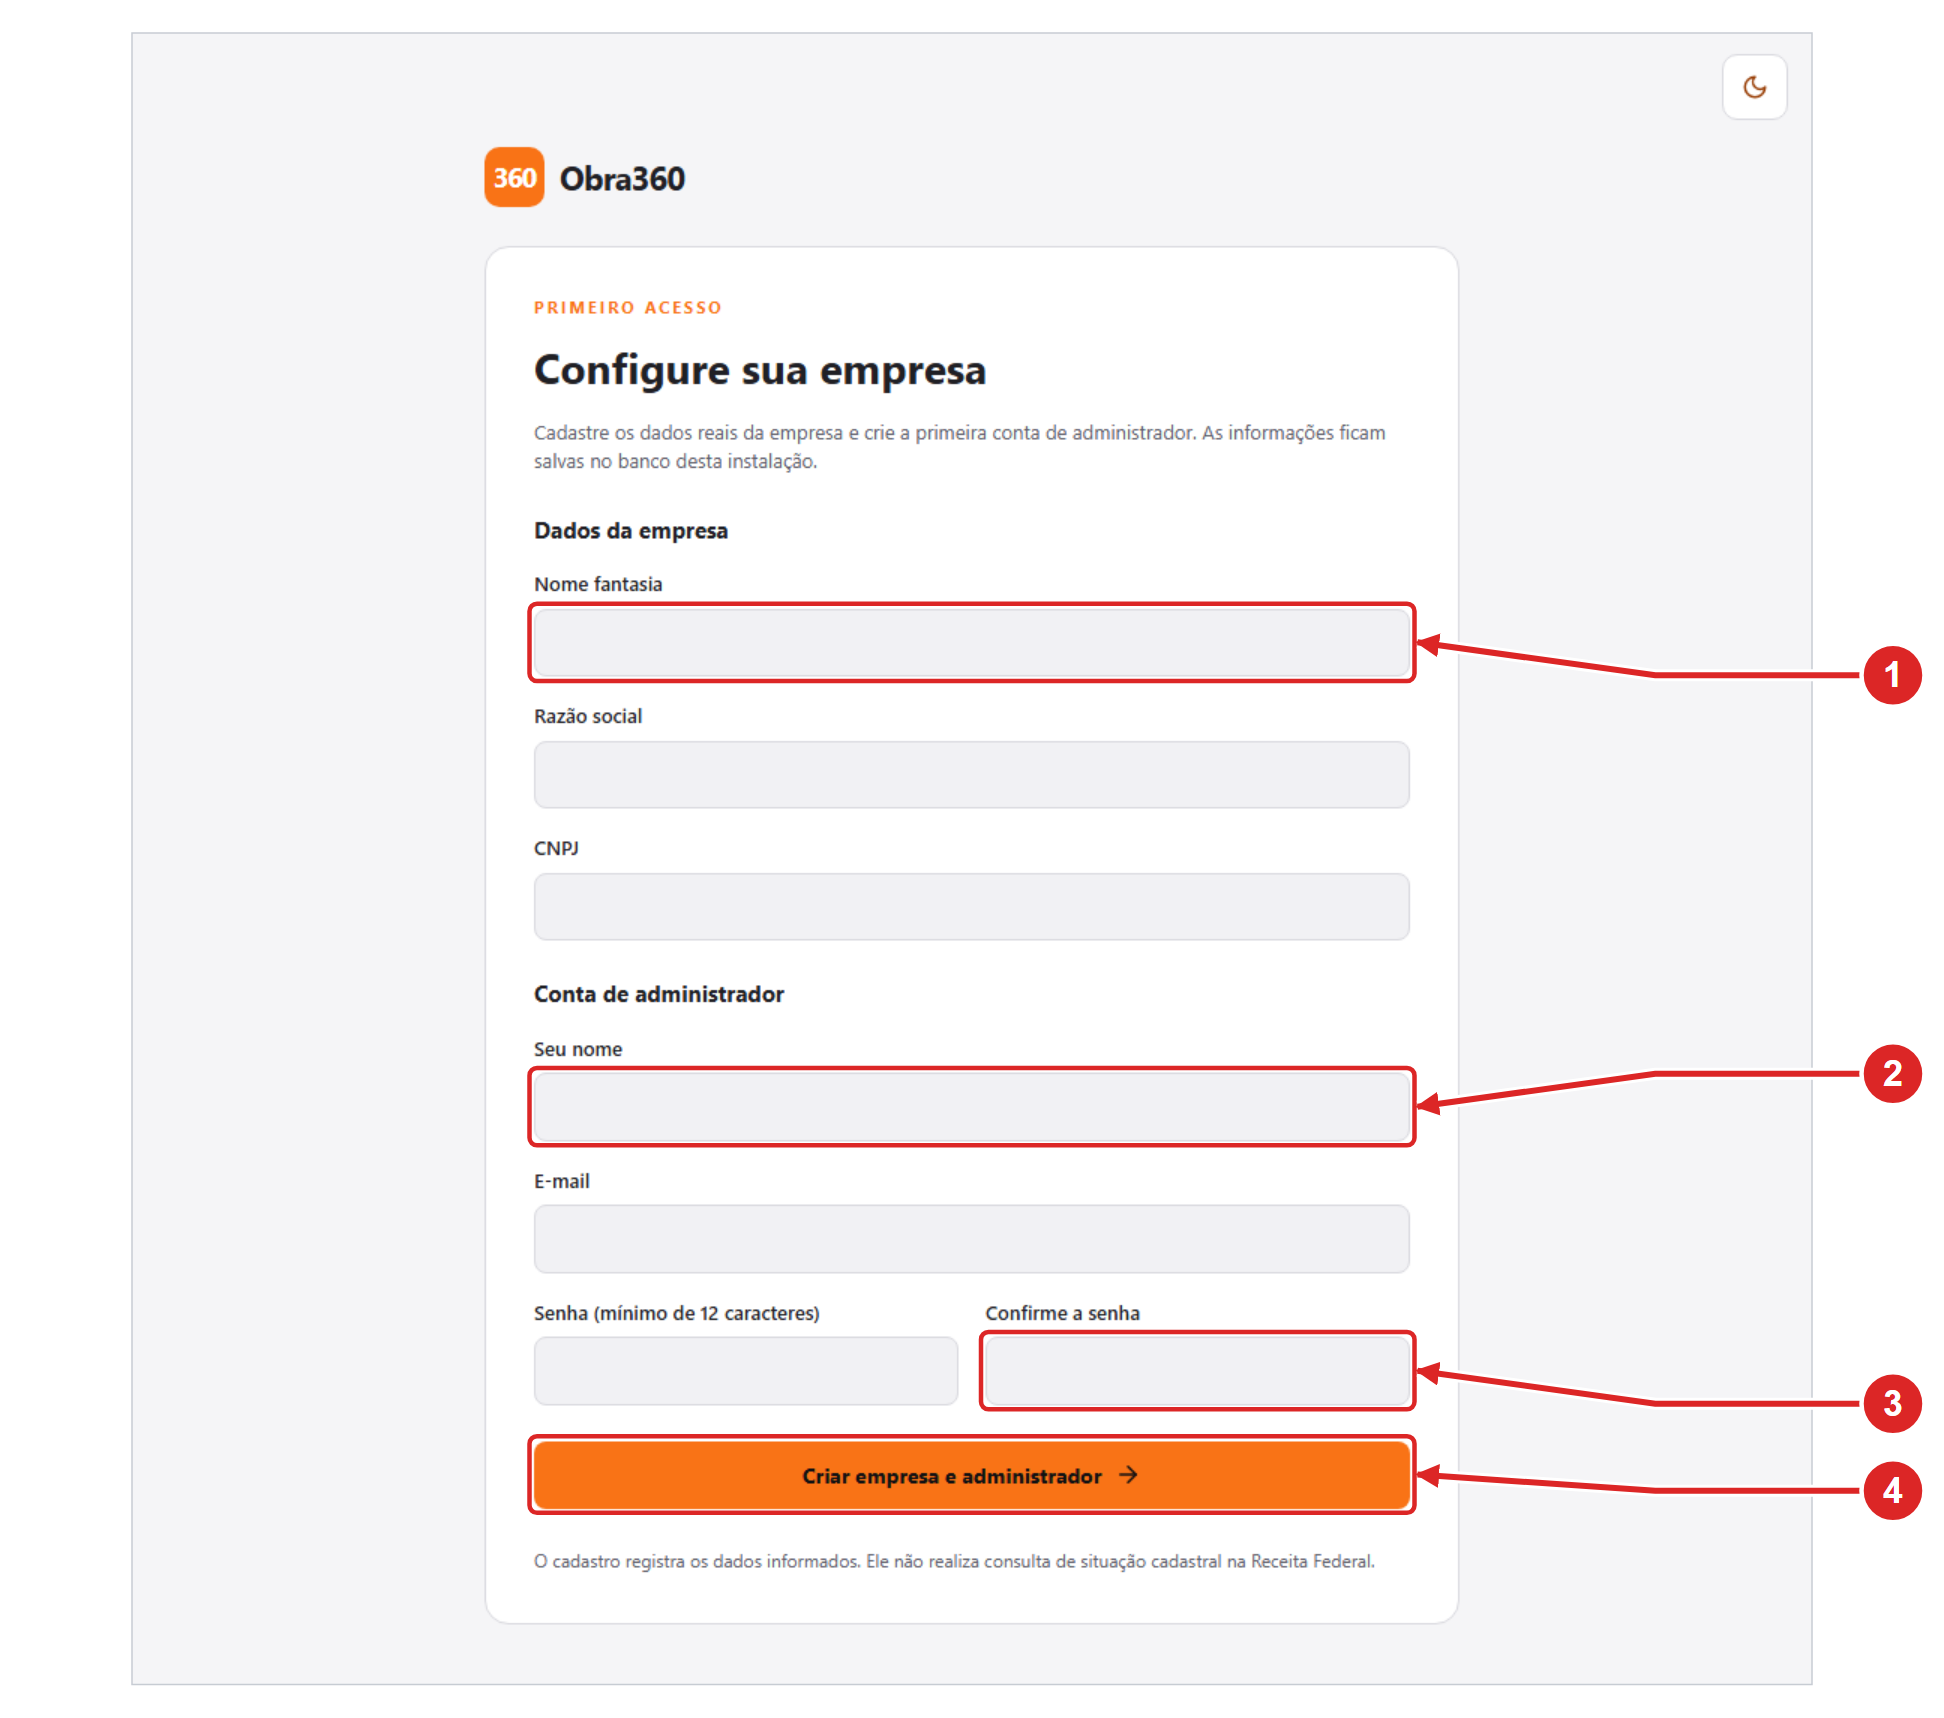 360 Obra360
PRIMEIRO ACESSO
Configure sua empresa
Cadastre os dados reais da empresa e crie a primeira conta de administrador. As informações ficam
salvas no banco desta instalação.
Dados da empresa
Nome fantasia
1
Razão social
CNPJ
Conta de administrador
Seu nome
2
E-mail
Senha (mínimo de 12 caracteres) Confirme a senha
3
Criar empresa e administrador →
4
O cadastro registra os dados informados. Ele não realiza consulta de situação cadastral na Receita Federal.